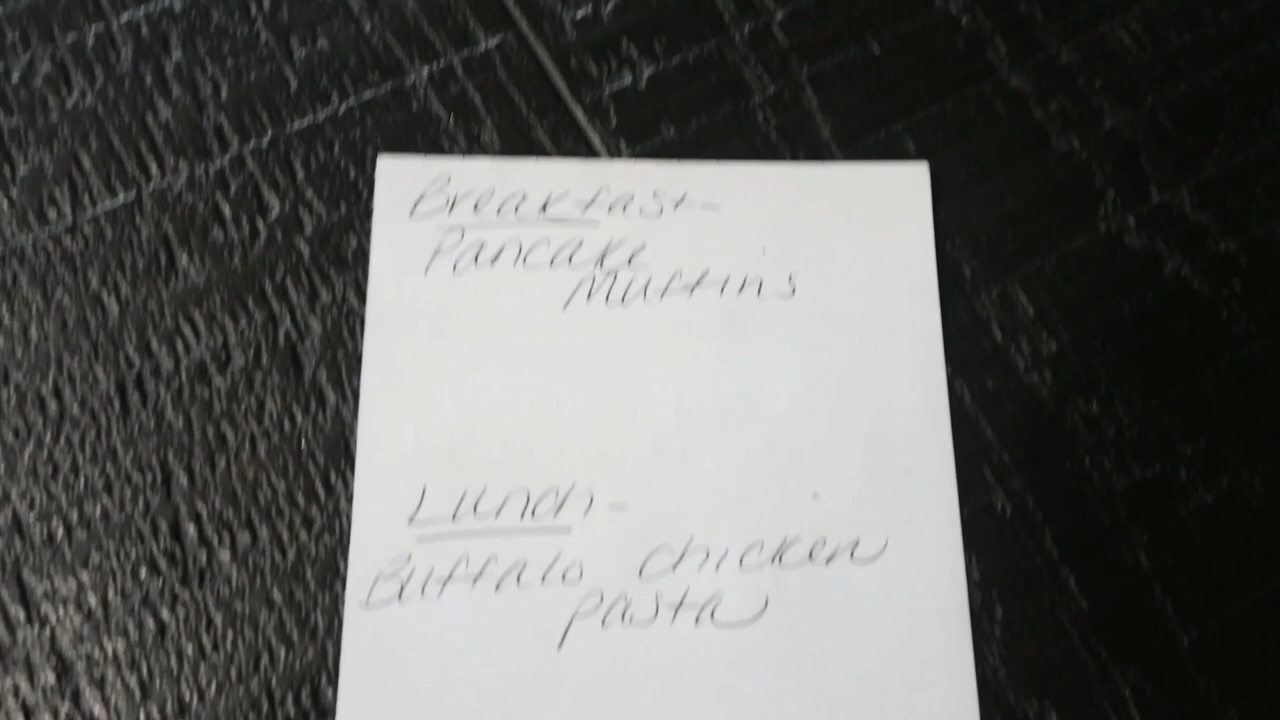 Breakfast-
Pancake
Muffins
Lunch-
Buffalo chicken
pasta